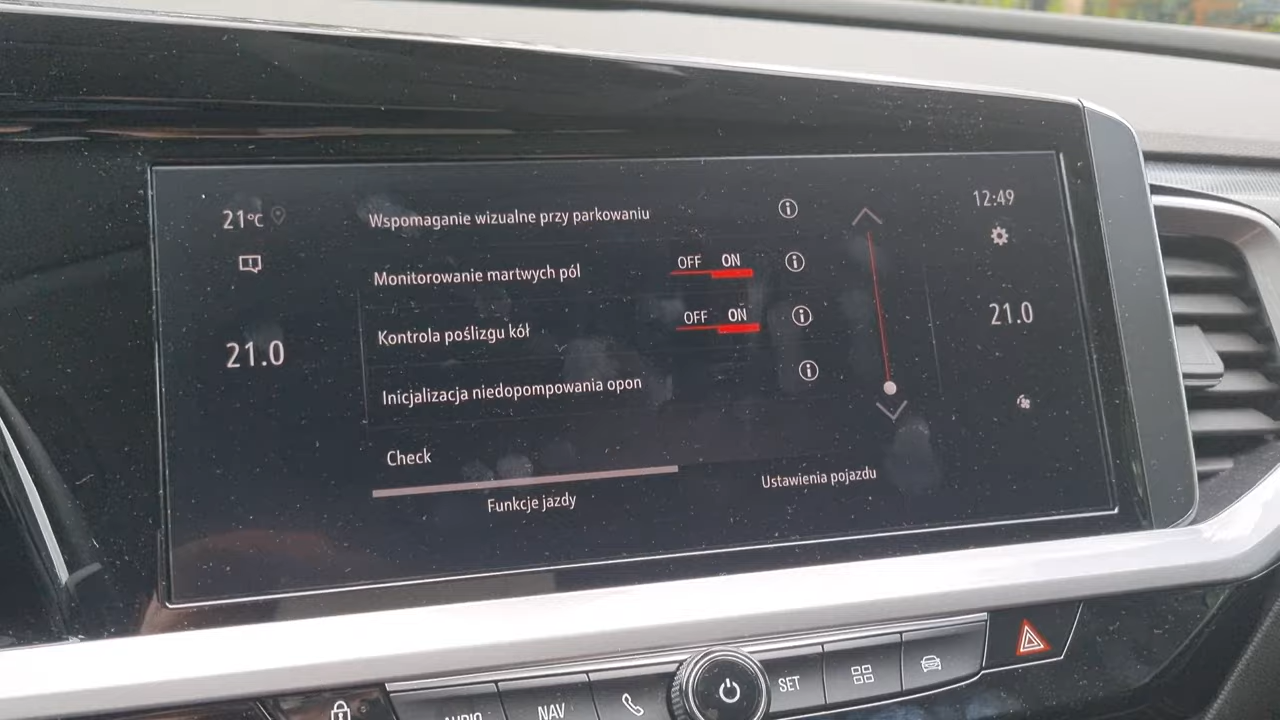 21°C
Wspomaganie wizualne przy parkowaniu
12:49
Monitorowanie martwych pól
OFF ON
Kontrola poślizgu kół
OFF ON
21.0
21.0
Inicjalizacja niedopompowania opon
Check
Funkcje jazdy
Ustawienia pojazdu
AUDIO
NAV
SET